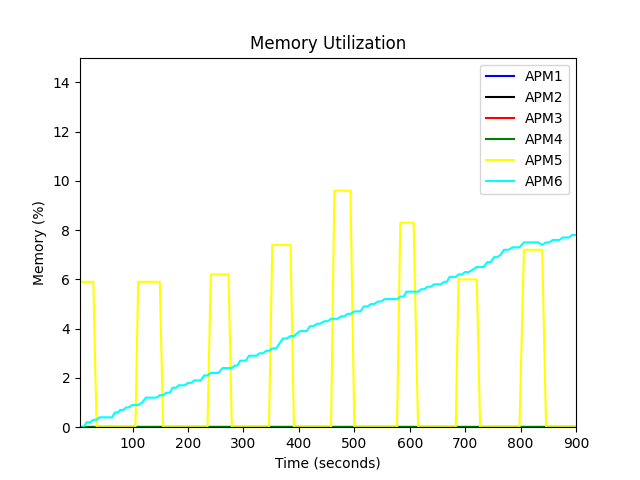 Memory Utilization
14
12
10
8
6
4
2
0
Memory (%)
APM1
APM2
APM3
APM4
APM5
APM6
100 200 300 400 500 600 700 800 900
Time (seconds)